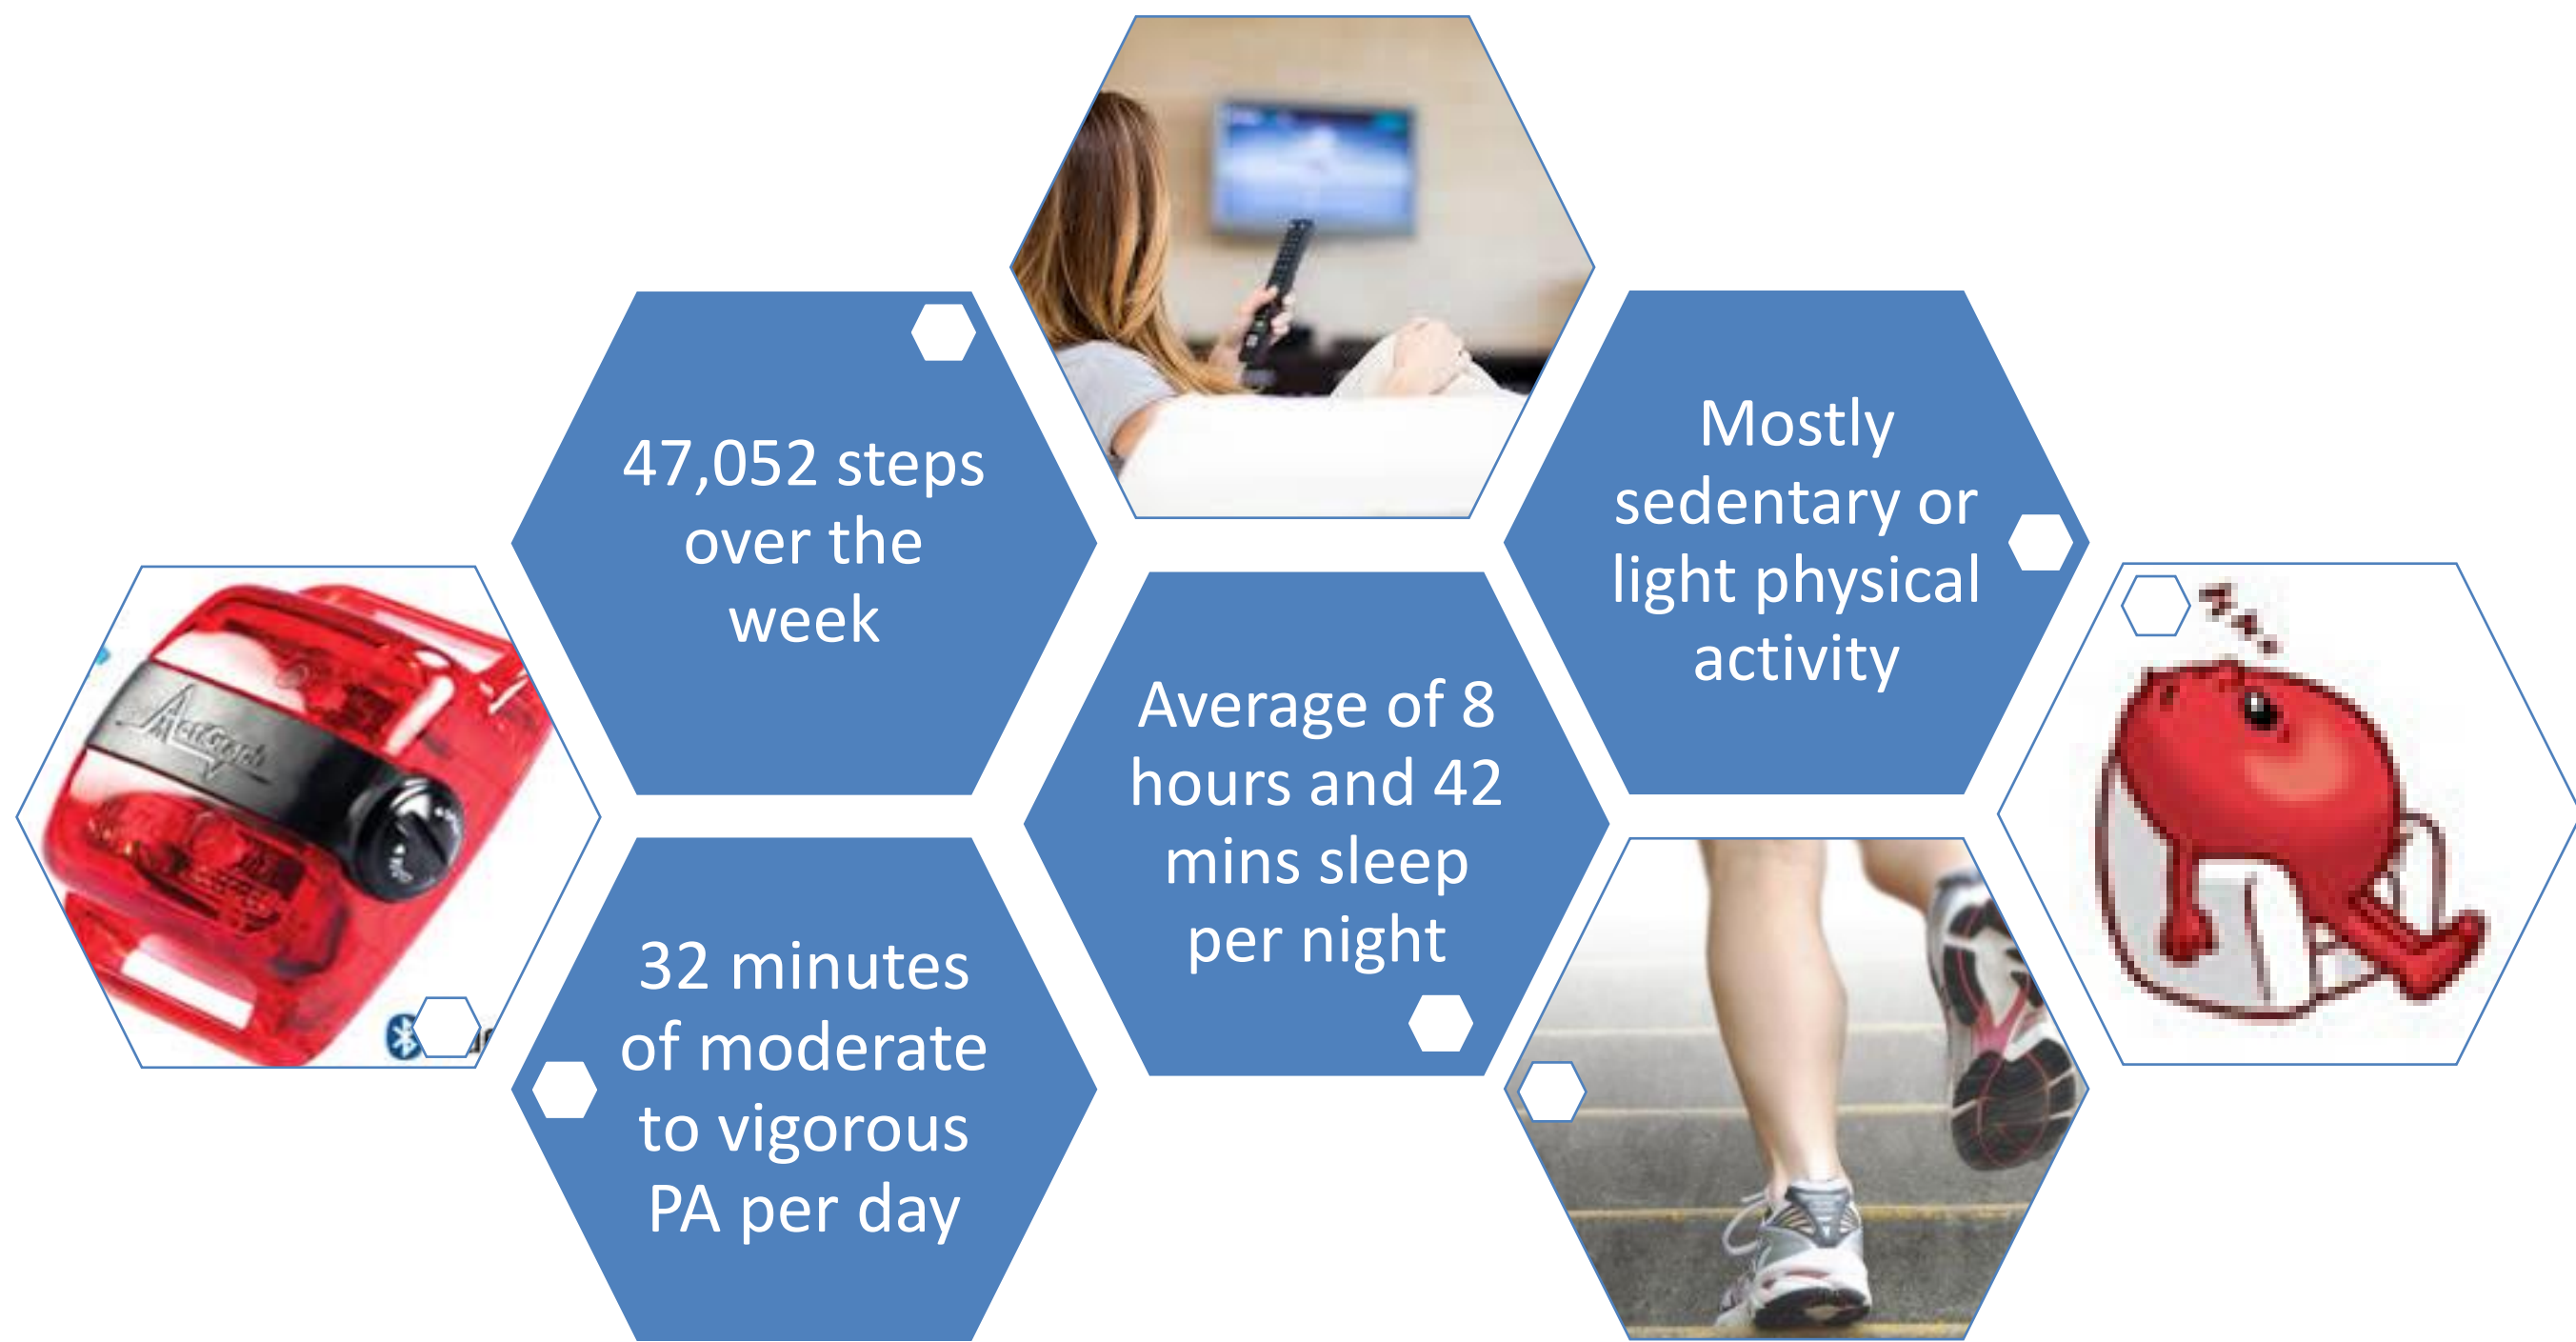 47,052 steps
over the
week
Mostly
sedentary or
light physical
activity
Average of 8
hours and 42
mins sleep
per night
32 minutes
of moderate
to vigorous
PA per day
ActiGraph